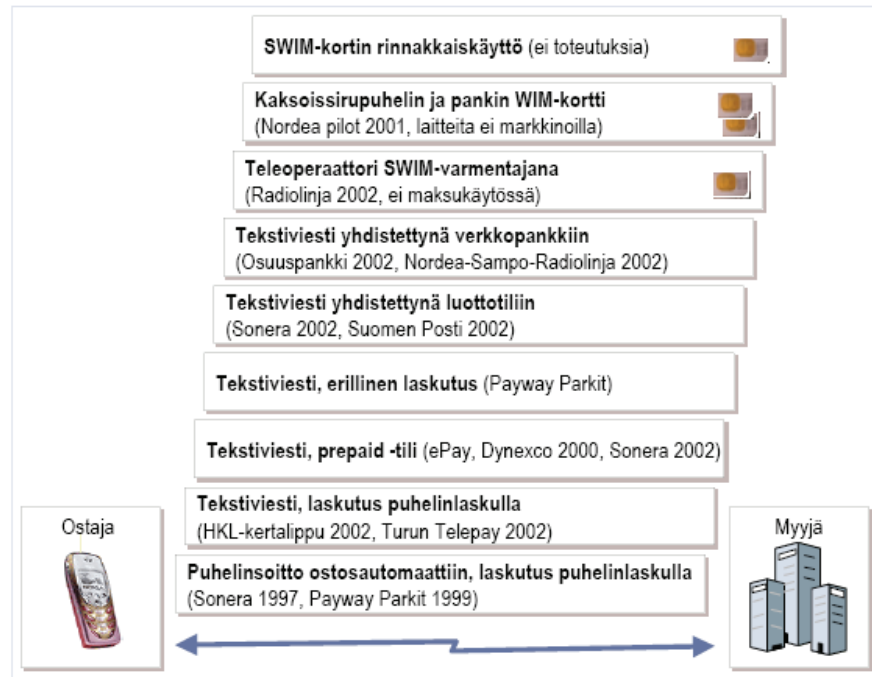 SWIM-kortin rinnakkaiskäyttö (ei toteutuksia)
Kaksoissirupuhelin ja pankin WIM-kortti
(Nordea pilot 2001, laitteita ei markkinoilla)
Teleoperaattori SWIM-varmentajana
(Radiolinja 2002, ei maksukäytössä)
Tekstiviesti yhdistettynä verkkopankkiin
(Osuuspankki 2002, Nordea-Sampo-Radiolinja 2002)
Tekstiviesti yhdistettynä luottotiliin
(Sonera 2002, Suomen Posti 2002)
Tekstiviesti, erillinen laskutus (Payway Parkit)
Tekstiviesti, prepaid -tili (ePay, Dynexco 2000, Sonera 2002)
Tekstiviesti, laskutus puhelinlaskulla
(HKL-kertalippu 2002, Turun Telepay 2002)
Puhelinsoitto ostosautomaattiin, laskutus puhelinlaskulla
(Sonera 1997, Payway Parkit 1999)
Ostaja
Myyjä